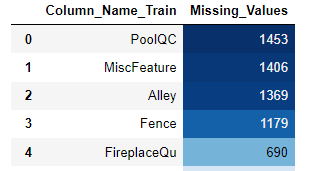 Column_Name_Train Missing_Values
0 PoolQC 1453
1 MiscFeature 1406
2 Alley 1369
3 Fence 1179
4 FireplaceQu 690